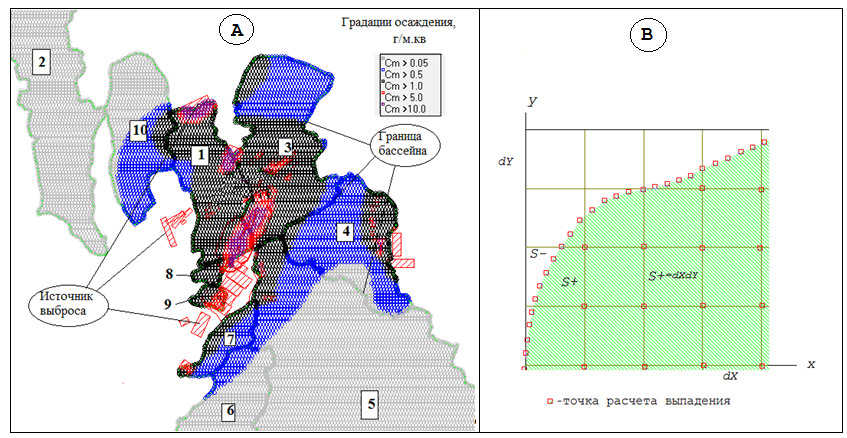 А
Градации осаждения,
г/м.кв
Cm > 0.05
Cm > 0.5
Cm > 1.0
Cm > 5.0
Cm >10.0
Граница
бассейна
Источник
выброса
2
10
1
3
4
8
9
7
6
5
В
y
dY
S-
S+
S+=dXdY
x
dX
-точка расчета выпадения